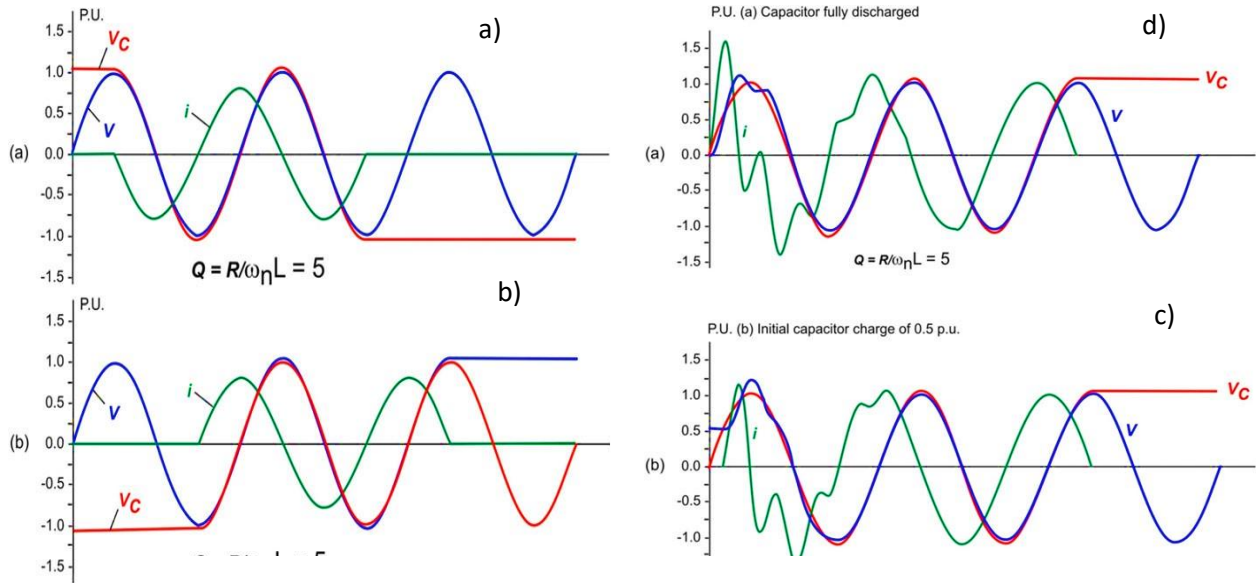 P.U.
a)
1.5
V_C
1.0
0.5
V
i
(a) 0.0
-0.5
-1.0
-1.5
Q = R/ω_nL = 5
P.U.
b)
1.5
1.0
i
0.5
V
(b) 0.0
-0.5
V_C
-1.0
-1.5
P.U. (a) Capacitor fully discharged
d)
1.5
1.0
V_C
0.5
i
V
(a) 0.0
-0.5
-1.0
-1.5
Q = R/ω_nL = 5
c)
P.U. (b) Initial capacitor charge of 0.5 p.u.
1.5
1.0
V_C
0.5
i
V
(b) 0.0
-0.5
-1.0